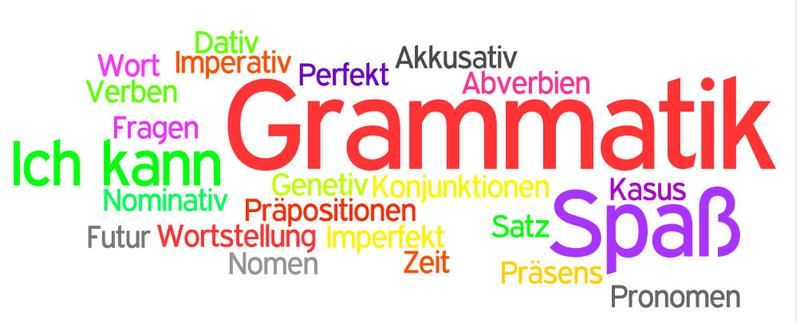 Dativ
Wort Imperativ Perfekt Akkusativ
Verben Abverbien
Fragen Grammatik
Ich kann
Nominativ Genetiv Konjunktionen Kasus
Präpositionen Spaß
Futur Wortstellung Imperfekt Satz
Nomen Zeit Präsens
Pronomen